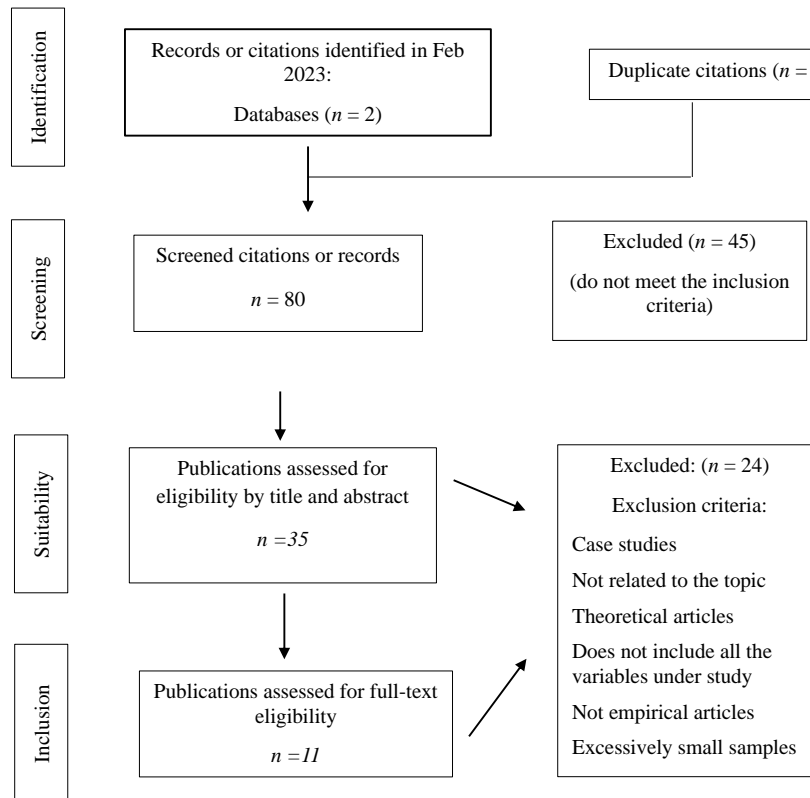 Identification
Records or citations identified in Feb
2023:
Databases (n = 2)
Duplicate citations (n =
Screening
Screened citations or records
n = 80
Excluded (n = 45)
(do not meet the inclusion
criteria)
Suitability
Publications assessed for
eligibility by title and abstract
n =35
Excluded: (n = 24)
Exclusion criteria:
Case studies
Not related to the topic
Theoretical articles
Does not include all the
variables under study
Not empirical articles
Excessively small samples
Inclusion
Publications assessed for full-text
eligibility
n =11